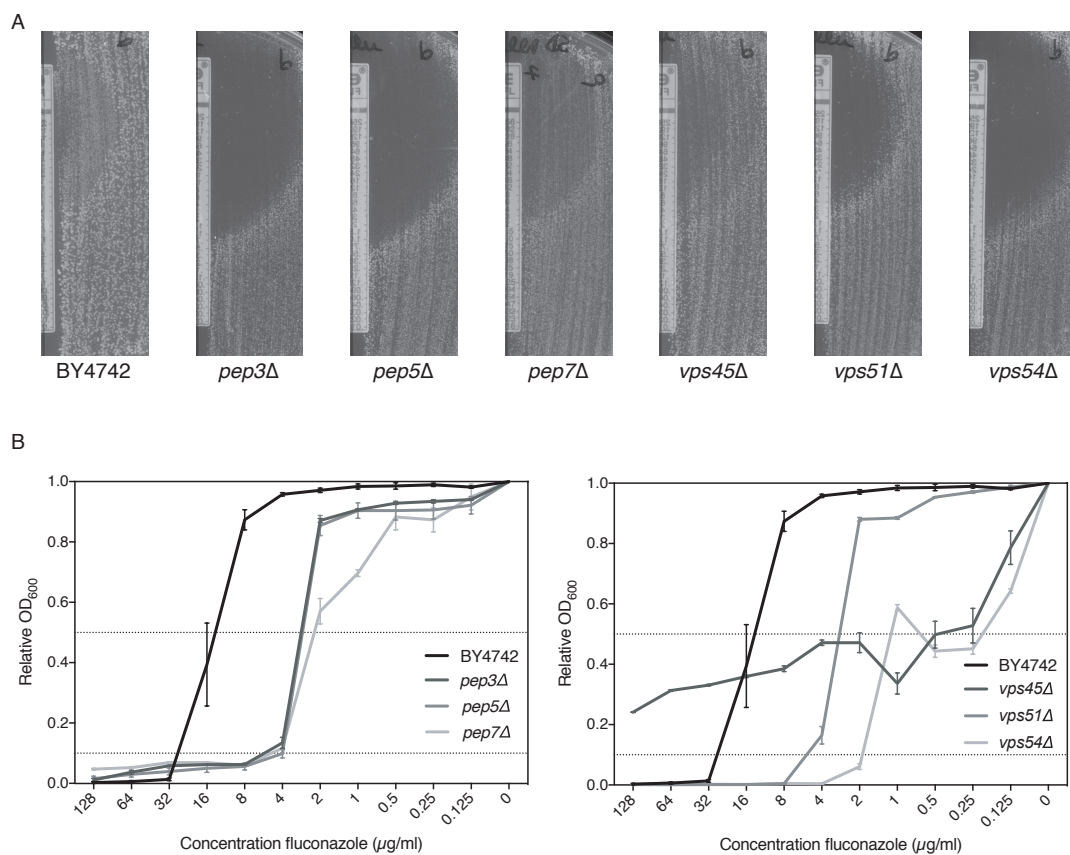 A
BY4742
pep3Δ
pep5Δ
pep7Δ
vps45Δ
vps51Δ
vps54Δ
B
1.0
0.8
0.6
0.4
0.2
0.0
Relative OD600
BY4742
pep3Δ
pep5Δ
pep7Δ
128
64
32
16
8
4
2
1
0.5
0.25
0.125
0
Concentration fluconazole (µg/ml)
1.0
0.8
0.6
0.4
0.2
0.0
Relative OD600
BY4742
vps45Δ
vps51Δ
vps54Δ
128
64
32
16
8
4
2
1
0.5
0.25
0.125
0
Concentration fluconazole (µg/ml)